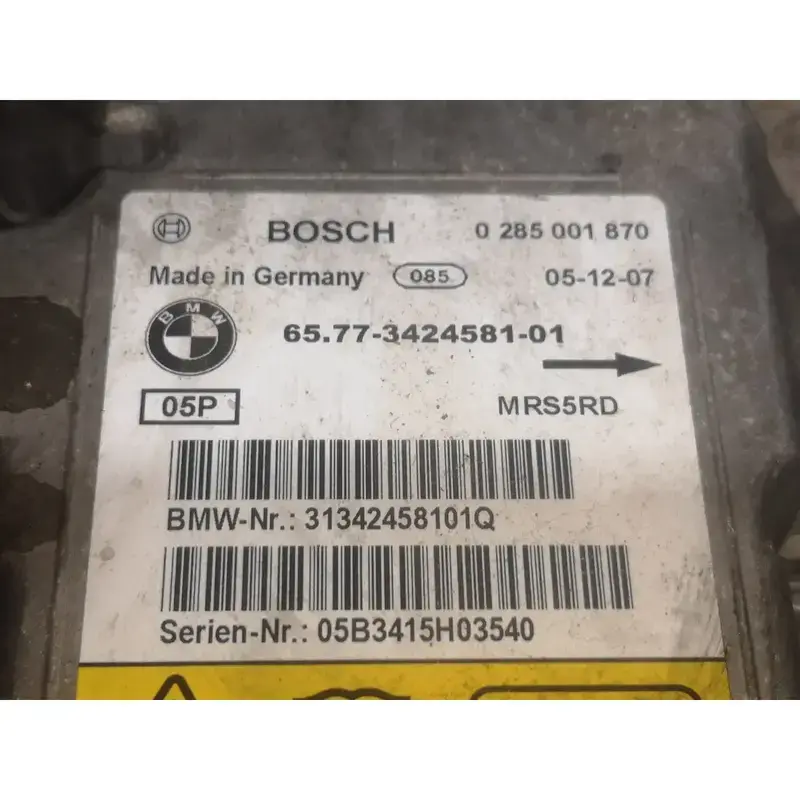 BOSCH 0 285 001 870
Made in Germany 085 05-12-07
BMW 65.77-3424581-01
05P MRS5RD
BMW-Nr.: 31342458101Q
Serien-Nr.: 05B3415H03540